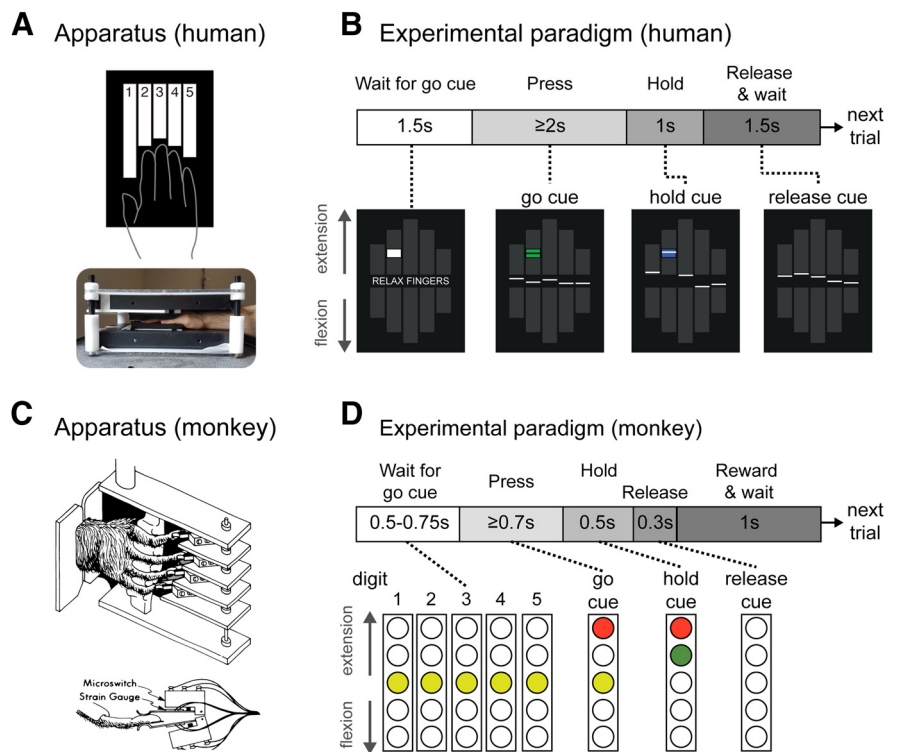 A Apparatus (human)
1 2 3 4 5
B Experimental paradigm (human)
Wait for go cue Press Hold Release
& wait
1.5s ≥2s 1s 1.5s next
trial
go cue hold cue release cue
extension
RELAX FINGERS
flexion
C Apparatus (monkey)
Microswitch
Strain Gauge
D Experimental paradigm (monkey)
Wait for
go cue Press Hold Release Reward
& wait
0.5-0.75s ≥0.7s 0.5s 0.3s 1s next
trial
digit
1 2 3 4 5
go
cue
hold
cue
release
cue
extension
flexion